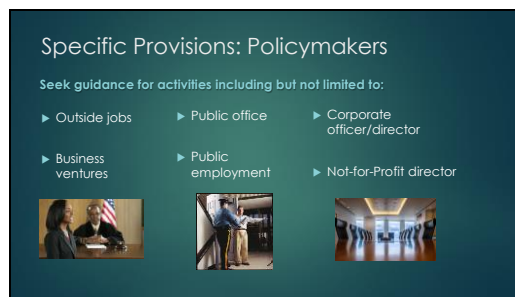 Specific Provisions: Policymakers
Seek guidance for activities including but not limited to:
Outside jobs
Business
ventures
Public office
Public
employment
Corporate
officer/director
Not-for-Profit director